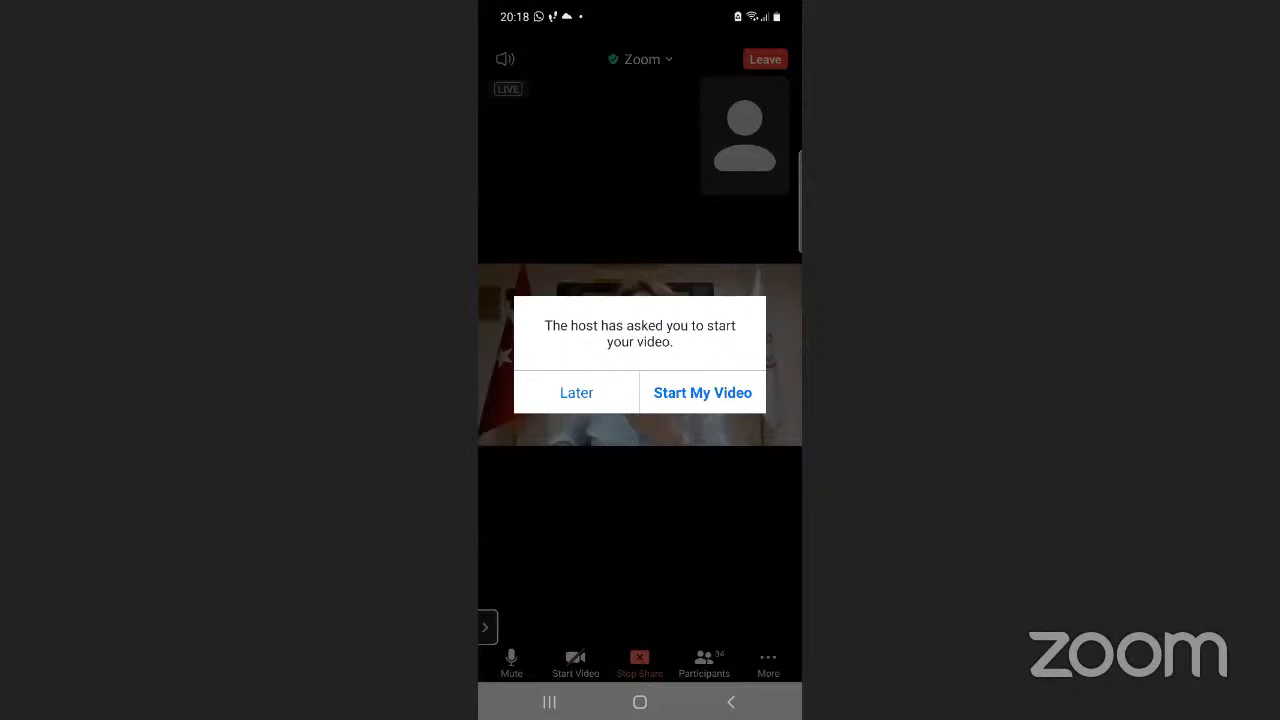 20:18
Zoom
Leave
LIVE
The host has asked you to start
your video.
Later
Start My Video
34
Mute
Start Video
Stop Share
Participants
More
zoom